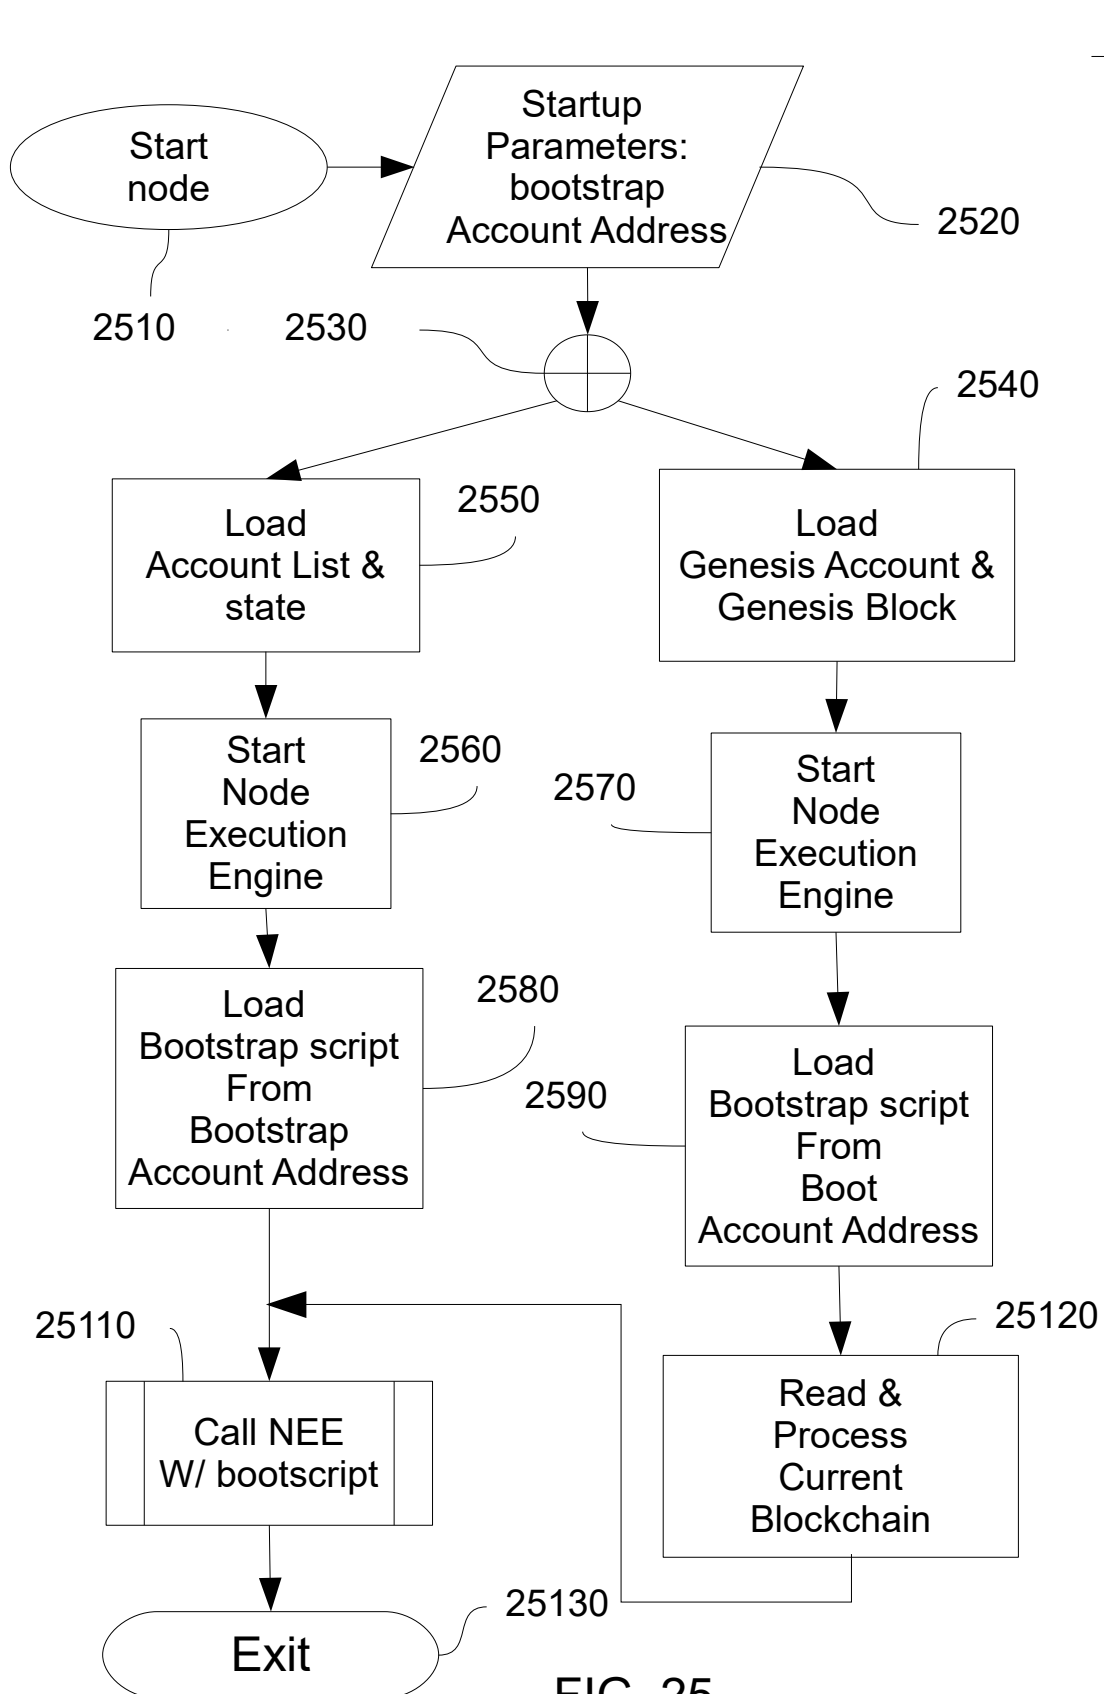 Start
node
2510
Startup
Parameters:
bootstrap
Account Address
2520
2530
2540
Load
Account List &
state
2550
Load
Genesis Account &
Genesis Block
Start
Node
Execution
Engine
2560
2570
Start
Node
Execution
Engine
Load
Bootstrap script
From
Bootstrap
Account Address
2580
2590
Load
Bootstrap script
From
Boot
Account Address
25110
25120
Call NEE
W/ bootscript
Read &
Process
Current
Blockchain
Exit
25130
FIG. 25